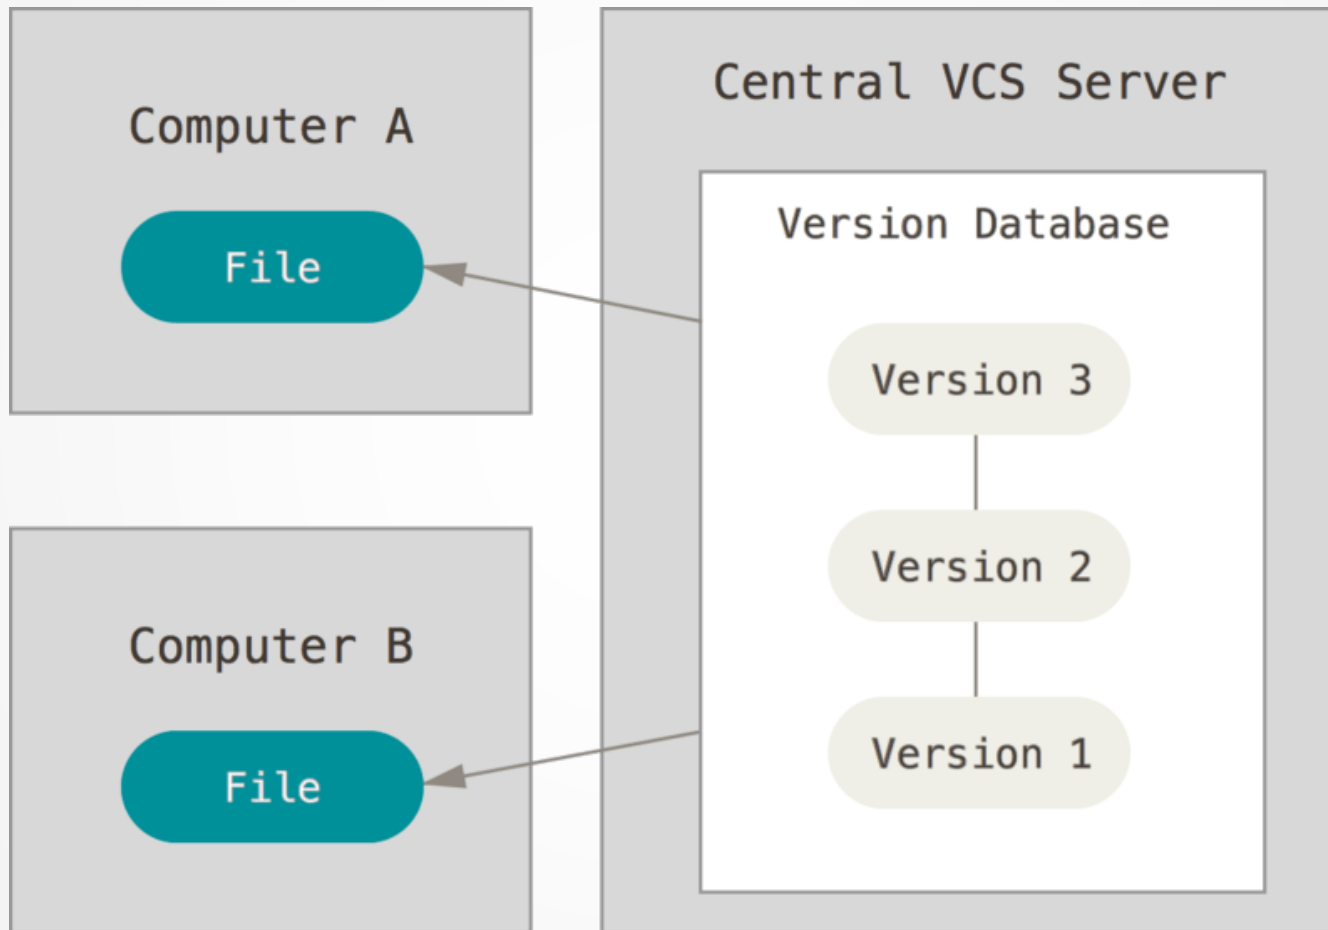 Computer A
File
Computer B
File
Central VCS Server
Version Database
Version 3
Version 2
Version 1